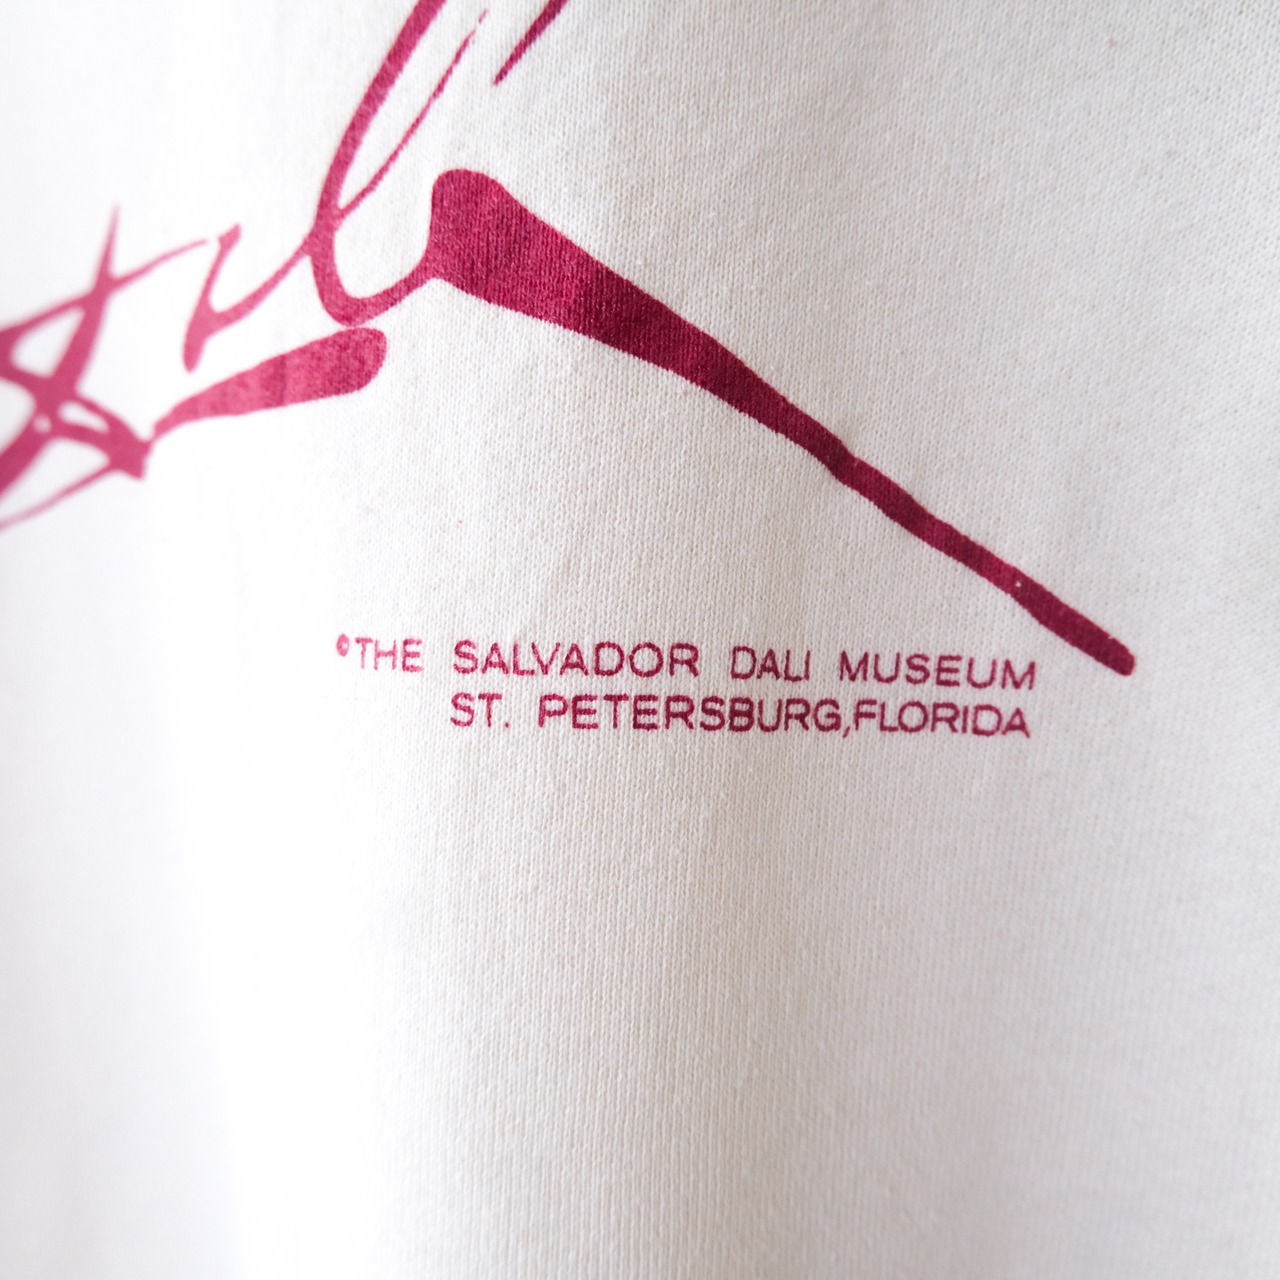 ©THE SALVADOR DALI MUSEUM
ST. PETERSBURG,FLORIDA